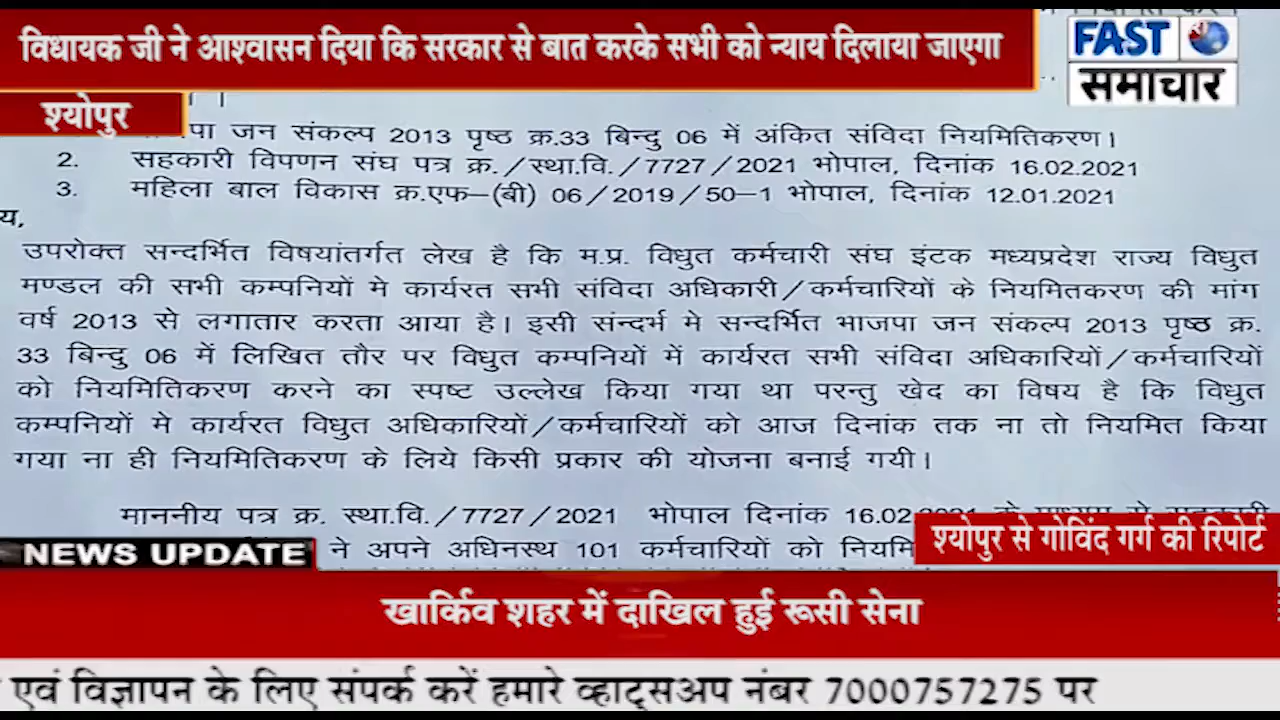 विधायक जी ने आश्वासन दिया कि सरकार से बात करके सभी को न्याय दिलाया जाएगा
FAST
समाचार
श्योपुर
जन संकल्प 2013 पृष्ठ क्र.33 बिन्दु 06 में अंकित संविदा नियमितिकरण।
2. सहकारी विपणन संघ पत्र क्र./स्था.वि./7727/2021 भोपाल, दिनांक 16.02.2021
3. महिला बाल विकास क्र.एफ–(बी) 06/2019/50–1 भोपाल, दिनांक 12.01.2021
उपरोक्त सन्दर्भित विषयांतर्गत लेख है कि म.प्र. विधुत कर्मचारी संघ इंटक मध्यप्रदेश राज्य विधुत
मण्डल की सभी कम्पनियों मे कार्यरत सभी संविदा अधिकारी/कर्मचारियों के नियमितकरण की मांग
वर्ष 2013 से लगातार करता आया है। इसी संन्दर्भ मे सन्दर्भित भाजपा जन संकल्प 2013 पृष्ठ क्र.
33 बिन्दु 06 में लिखित तौर पर विधुत कम्पनियों में कार्यरत सभी संविदा अधिकारियों/कर्मचारियों
को नियमितिकरण करने का स्पष्ट उल्लेख किया गया था परन्तु खेद का विषय है कि विधुत
कम्पनियों मे कार्यरत विधुत अधिकारियों/कर्मचारियों को आज दिनांक तक ना तो नियमित किया
गया ना ही नियमितिकरण के लिये किसी प्रकार की योजना बनाई गयी।
माननीय पत्र क्र. स्था.वि./7727/2021 भोपाल दिनांक 16.02
श्योपुर से गोविंद गर्ग की रिपोर्ट
NEWS UPDATE
ने अपने अधिनस्थ 101 कर्मचारियों को
खार्किव शहर में दाखिल हुई रूसी सेना
एवं विज्ञापन के लिए संपर्क करें हमारे व्हाट्सअप नंबर 7000757275 पर